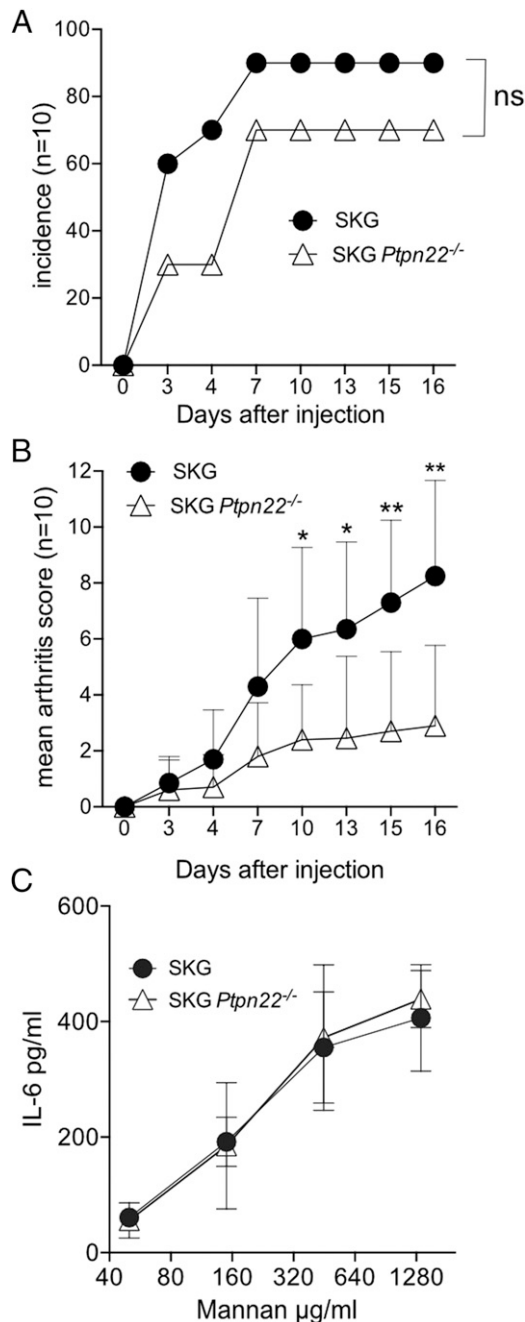 A
incidence (n=10)
100
80
60
40
20
0
ns
SKG
SKG Ptpn22-/-
0 3 4 7 10 13 15 16
Days after injection
B
mean arthritis score (n=10)
12
10
8
6
4
2
0
SKG
SKG Ptpn22-/-
* * ** **
0 3 4 7 10 13 15 16
Days after injection
C
IL-6 pg/ml
600
400
200
0
SKG
SKG Ptpn22-/-
40 80 160 320 640 1280
Mannan µg/ml